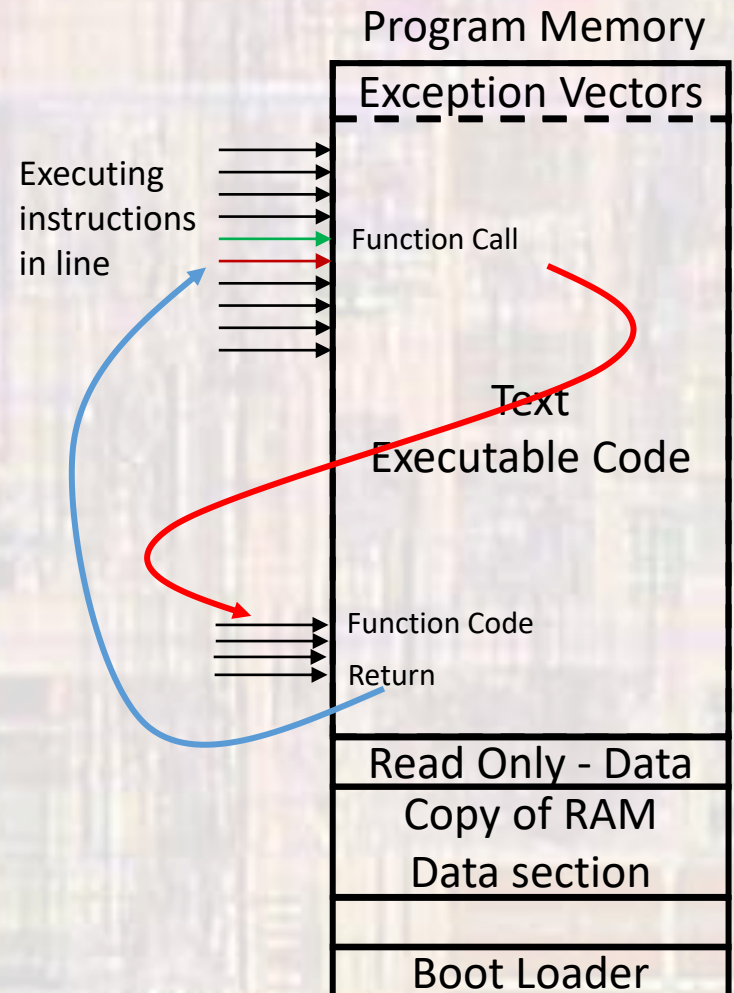 Program Memory
Exception Vectors
Executing
instructions
in line
Function Call
Text
Executable Code
Function Code
Return
Read Only - Data
Copy of RAM
Data section
Boot Loader